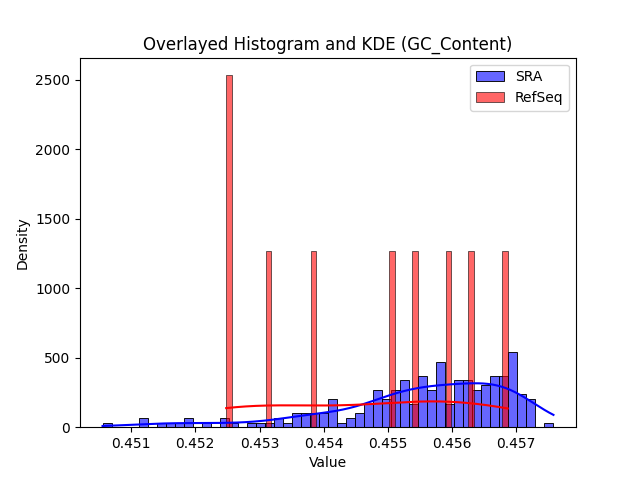 Overlayed Histogram and KDE (GC_Content)
SRA
RefSeq
2500
2000
1500
1000
500
0
Density
0.451 0.452 0.453 0.454 0.455 0.456 0.457
Value